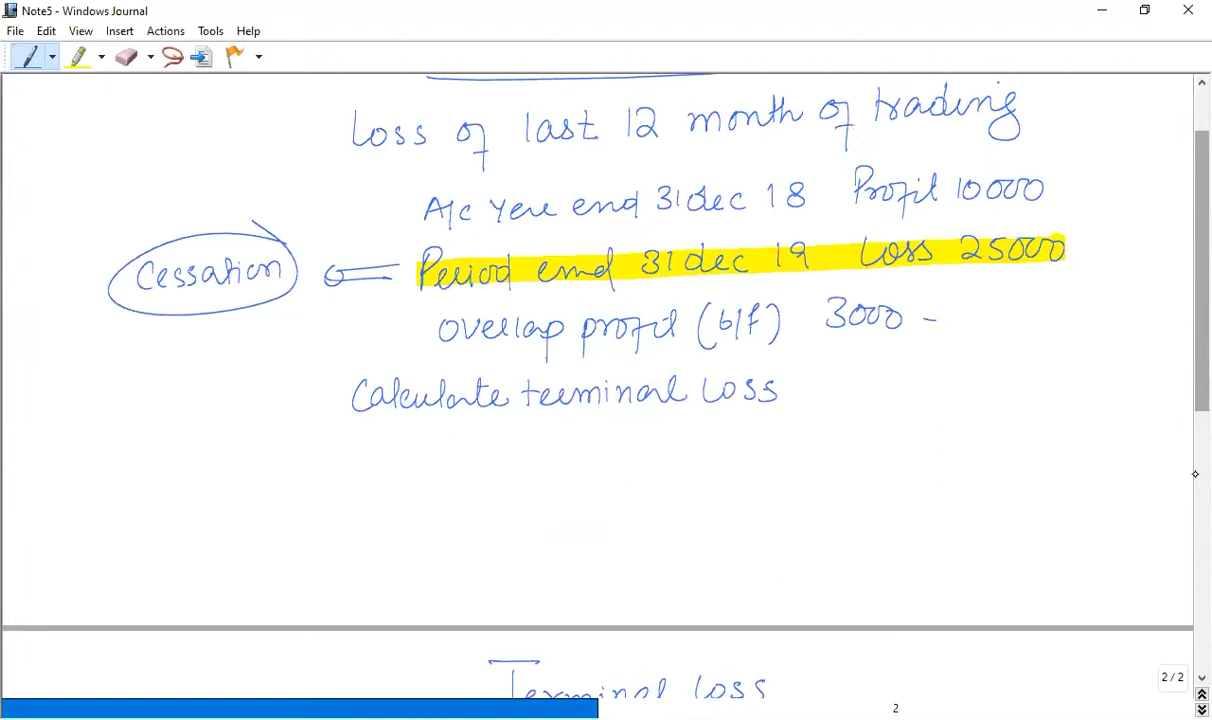 Note5 - Windows Journal
File Edit View Insert Actions Tools Help
Loss of last 12 month of trading
A/c Year end 31 dec 18 Profit 10000
Cessation Period end 31 dec 19 Loss 25000
overlap profit (b/f) 3000 -
Calculate terminal Loss
2 / 2
Terminal loss
2